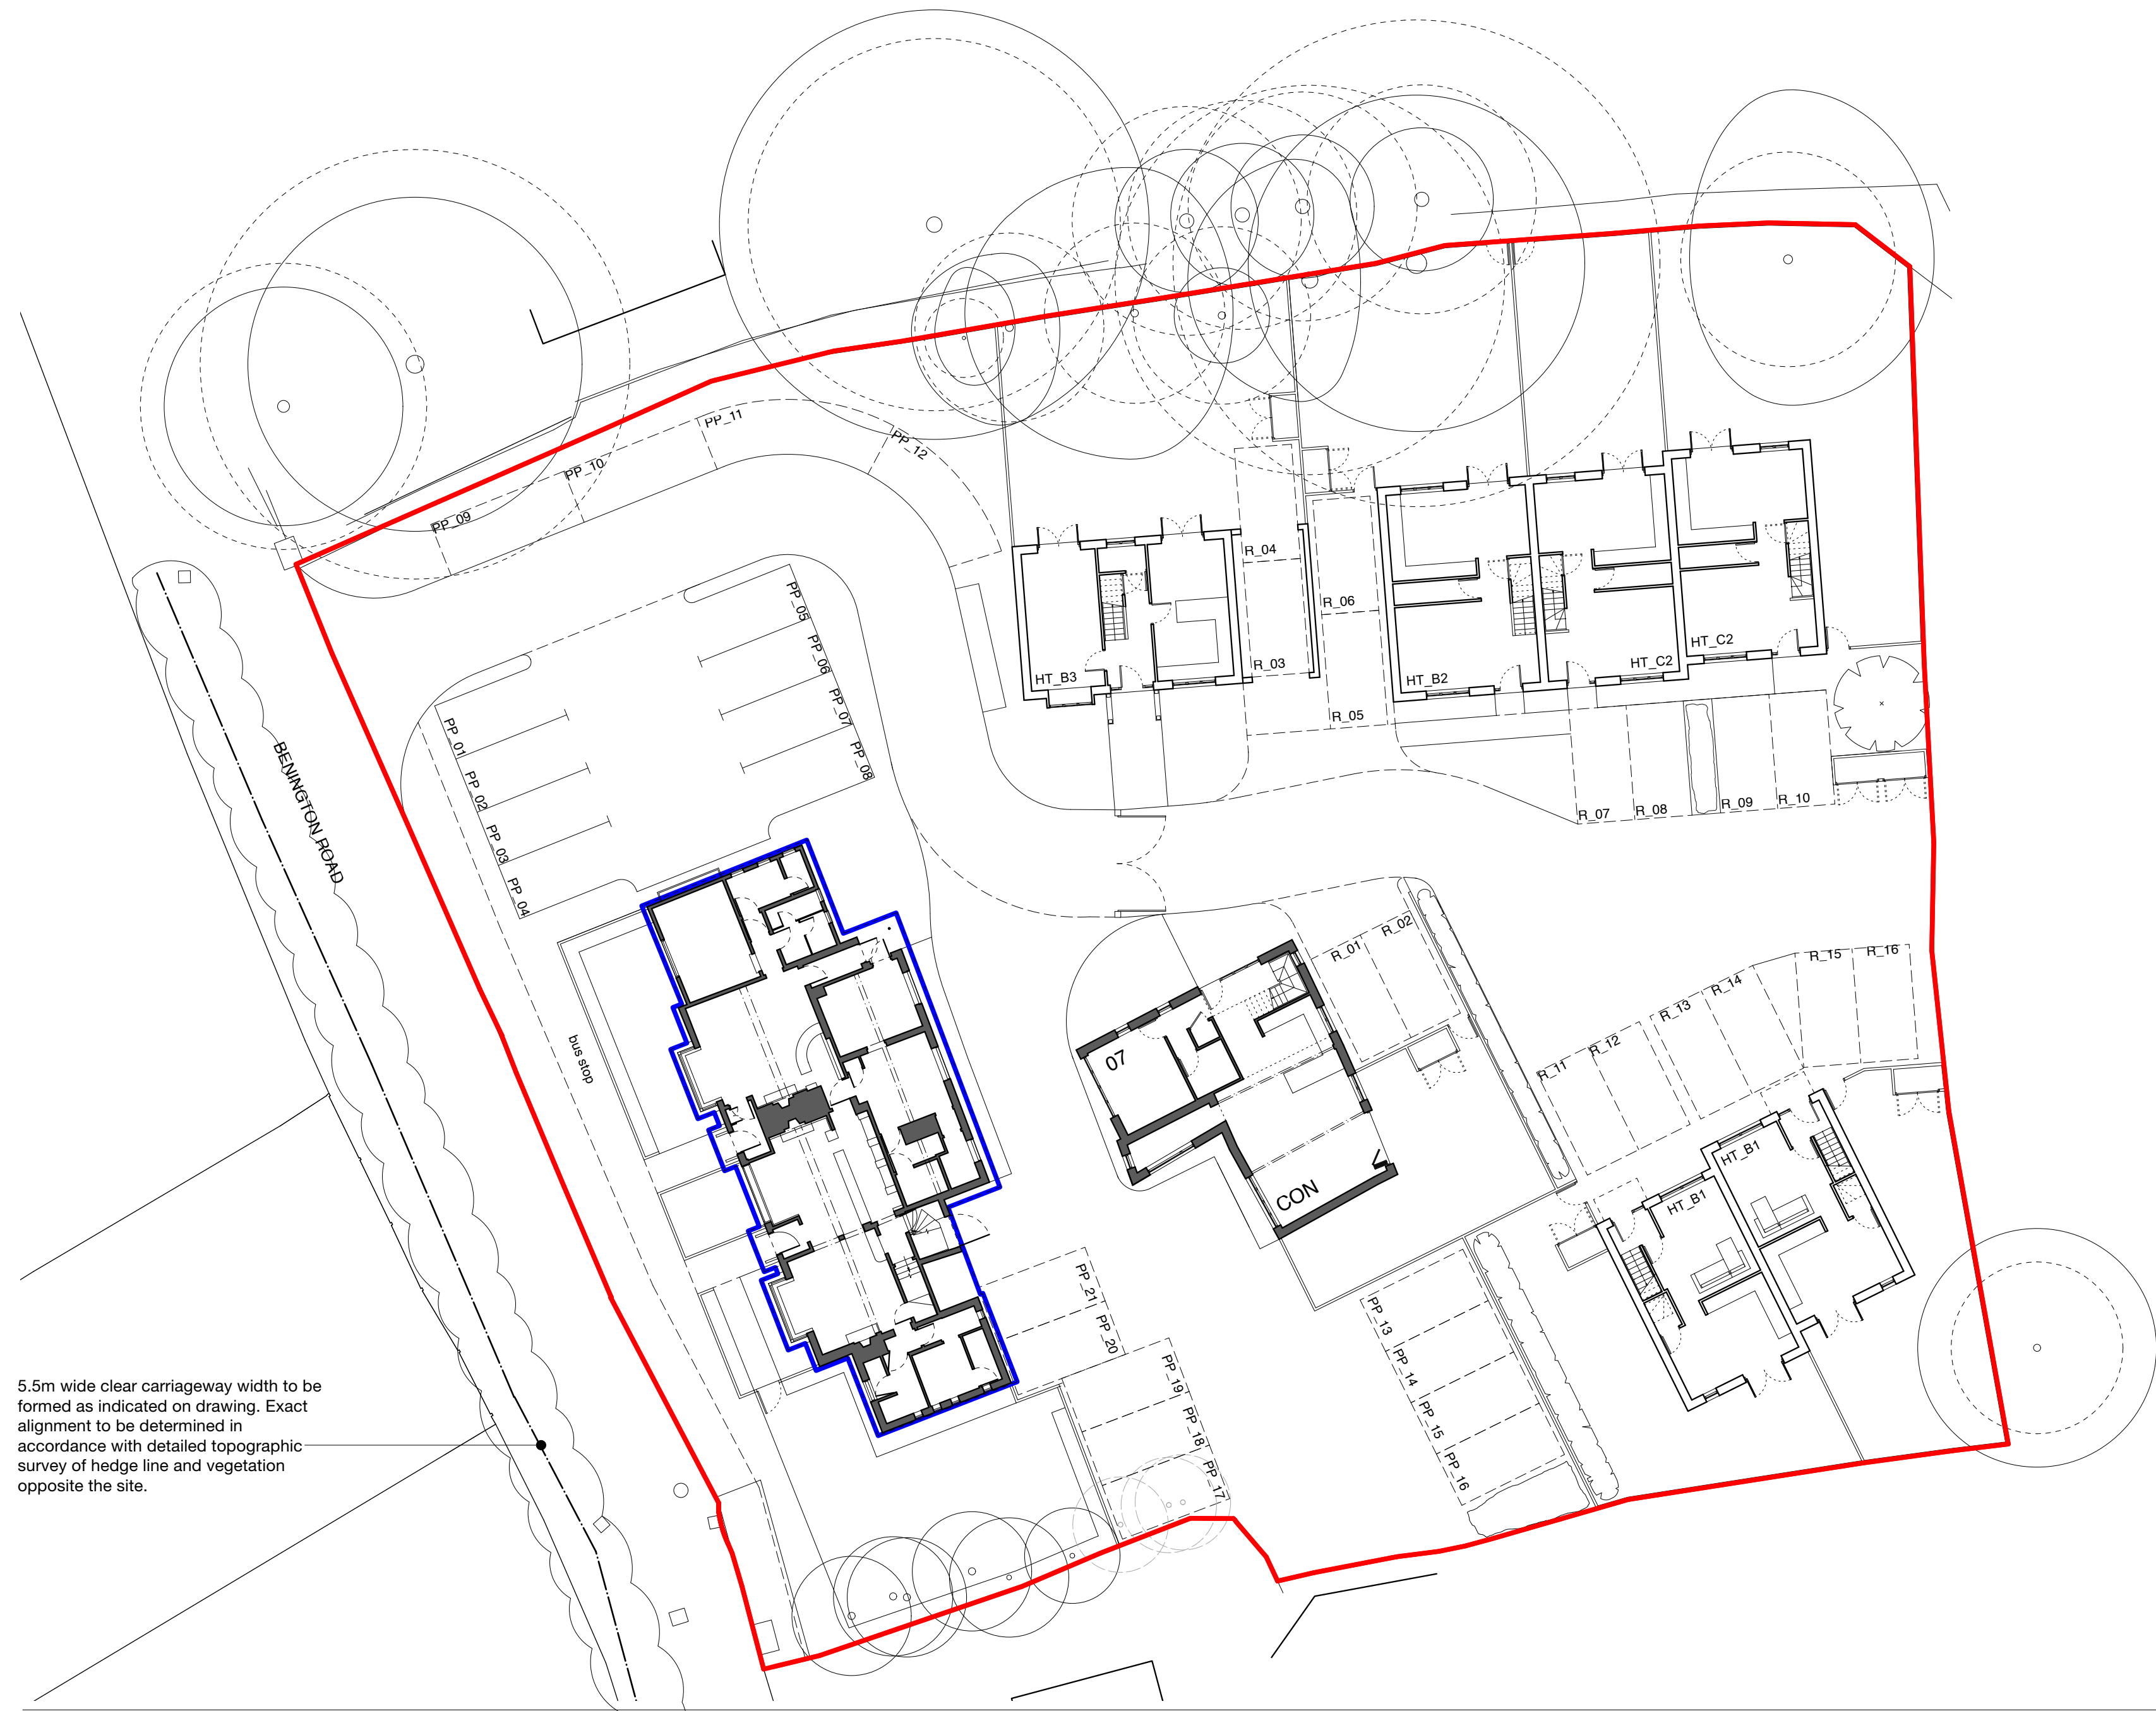 PP_11
PP_12
PP_10
PP_09
PP_05
PP_06
PP_07
PP_08
PP_01
PP_02
PP_03
PP_04
BENINGTON ROAD
bus stop
HT_B3
R_04
R_03
R_06
R_05
HT_B2
HT_C2
HT_C2
R_07
R_08
R_09
R_10
R_01
R_02
07
CON
R_11
R_12
R_13
R_14
R_15
R_16
HT_B1
HT_B1
PP_21
PP_20
PP_19
PP_18
PP_17
PP_13
PP_14
PP_15
PP_16
5.5m wide clear carriageway width to be
formed as indicated on drawing. Exact
alignment to be determined in
accordance with detailed topographic
survey of hedge line and vegetation
opposite the site.